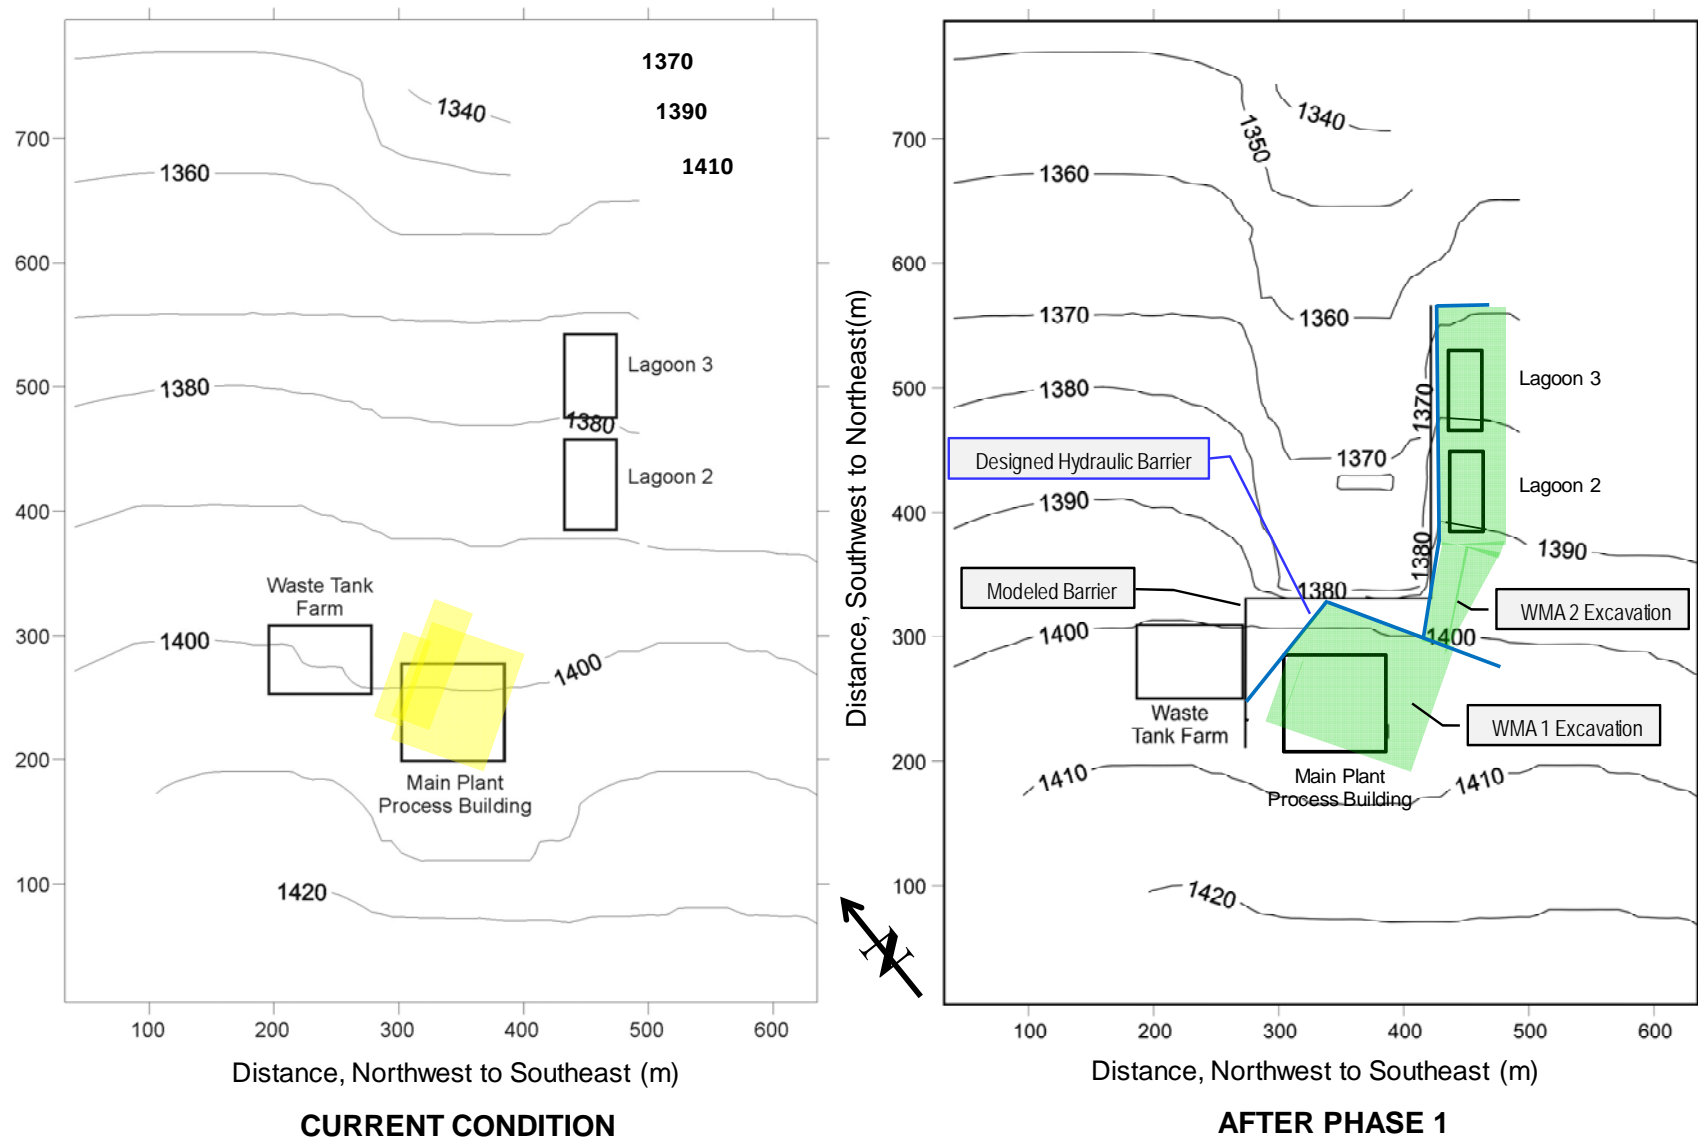 1370
1340
1390
1410
700
1360
600
500
1380
Lagoon 3
1380
Lagoon 2
400
Waste Tank
Farm
300
1400
1400
200
Main Plant
Process Building
100
1420
100
200
300
400
500
600
Distance, Northwest to Southeast (m)
CURRENT CONDITION
Distance, Southwest to Northeast(m)
N
1340
1350
700
1360
600
1370
1360
500
1380
1370
Lagoon 3
Designed Hydraulic Barrier
1370
Lagoon 2
1390
400
1380
1390
Modeled Barrier
1380
WMA 2 Excavation
300
1400
1400
Waste
Tank Farm
WMA 1 Excavation
200
1410
Main Plant
Process Building
1410
100
1420
100
200
300
400
500
600
Distance, Northwest to Southeast (m)
AFTER PHASE 1